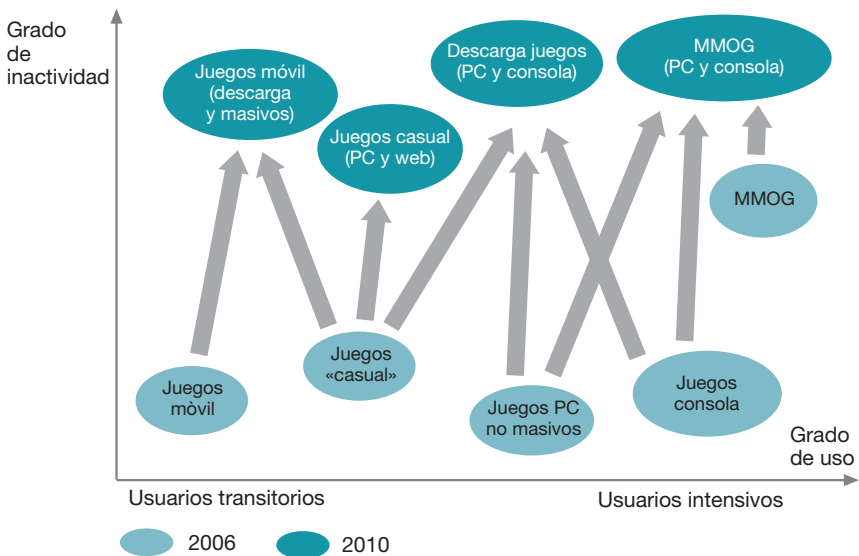 Grado
de
inactividad
Juegos móvil
(descarga
y masivos)
Juegos casual
(PC y web)
Descarga juegos
(PC y consola)
MMOG
(PC y consola)
MMOG
Juegos
mòvil
Juegos
«casual»
Juegos PC
no masivos
Juegos
consola
Grado
de uso
Usuarios transitorios
Usuarios intensivos
2006
2010